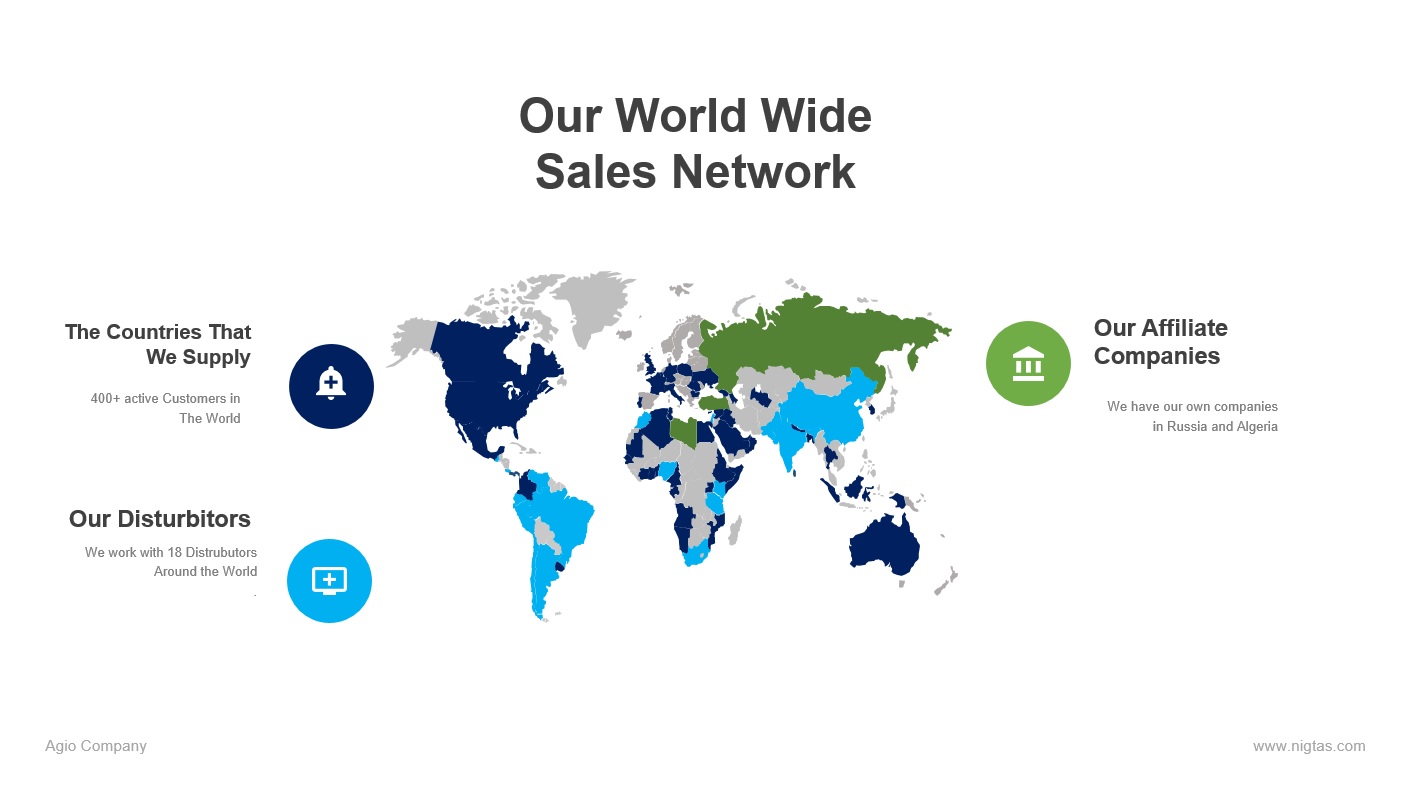 Our World Wide
Sales Network
The Countries That
We Supply
400+ active Customers in
The World
Our Disturbitors
We work with 18 Distrubutors
Around the World
.
Our Affiliate
Companies
We have our own companies
in Russia and Algeria
Agio Company
www.nigtas.com